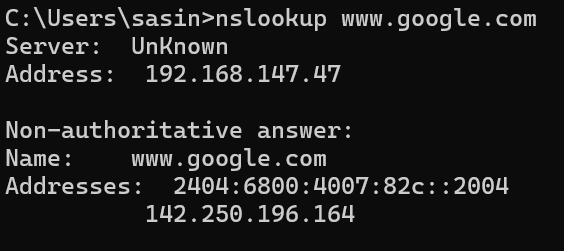 C:\Users\sasin>nslookup www.google.com
Server:  UnKnown
Address:  192.168.147.47

Non-authoritative answer:
Name:    www.google.com
Addresses:  2404:6800:4007:82c::2004
          142.250.196.164